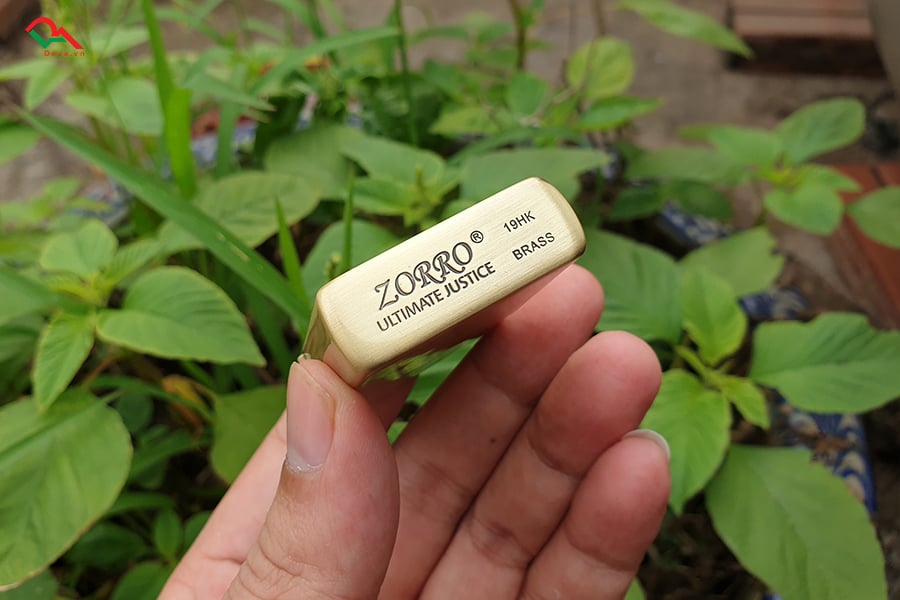 ZORRO® 19HK
ULTIMATE JUSTICE BRASS